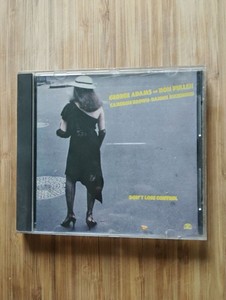 GEORGE ADAMS — DON PULLEN
CAMERON BROWN · DANNIE RICHMOND
DON'T LOSE CONTROL